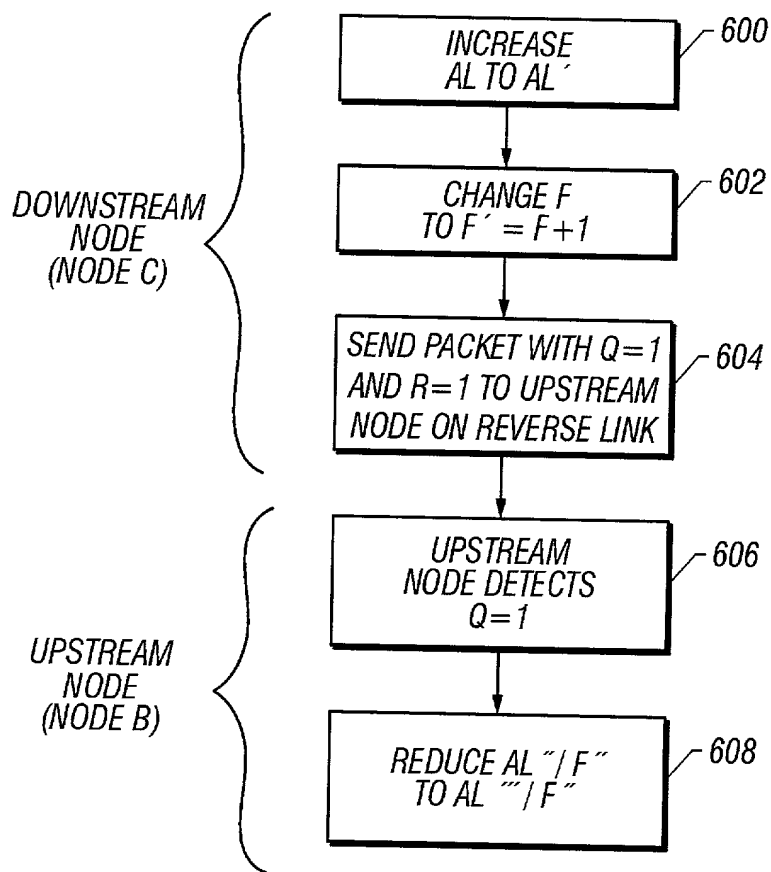 INCREASE
AL TO AL´
600
CHANGE F
TO F´ = F+1
602
DOWNSTREAM
NODE
(NODE C)
SEND PACKET WITH Q=1
AND R=1 TO UPSTREAM
NODE ON REVERSE LINK
604
UPSTREAM
NODE DETECTS
Q=1
606
UPSTREAM
NODE
(NODE B)
REDUCE AL˝/F˝
TO AL˝´/F˝
608